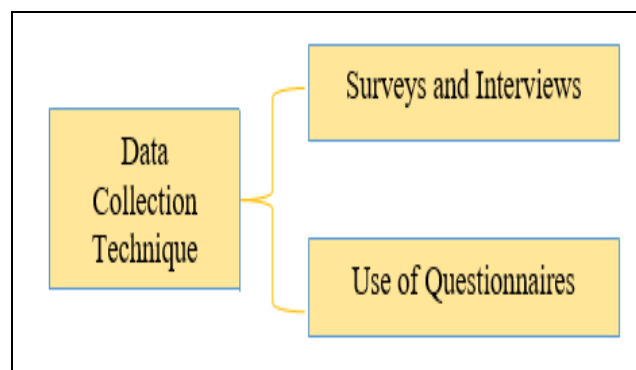 Data
Collection
Technique
Surveys and Interviews
Use of Questionnaires